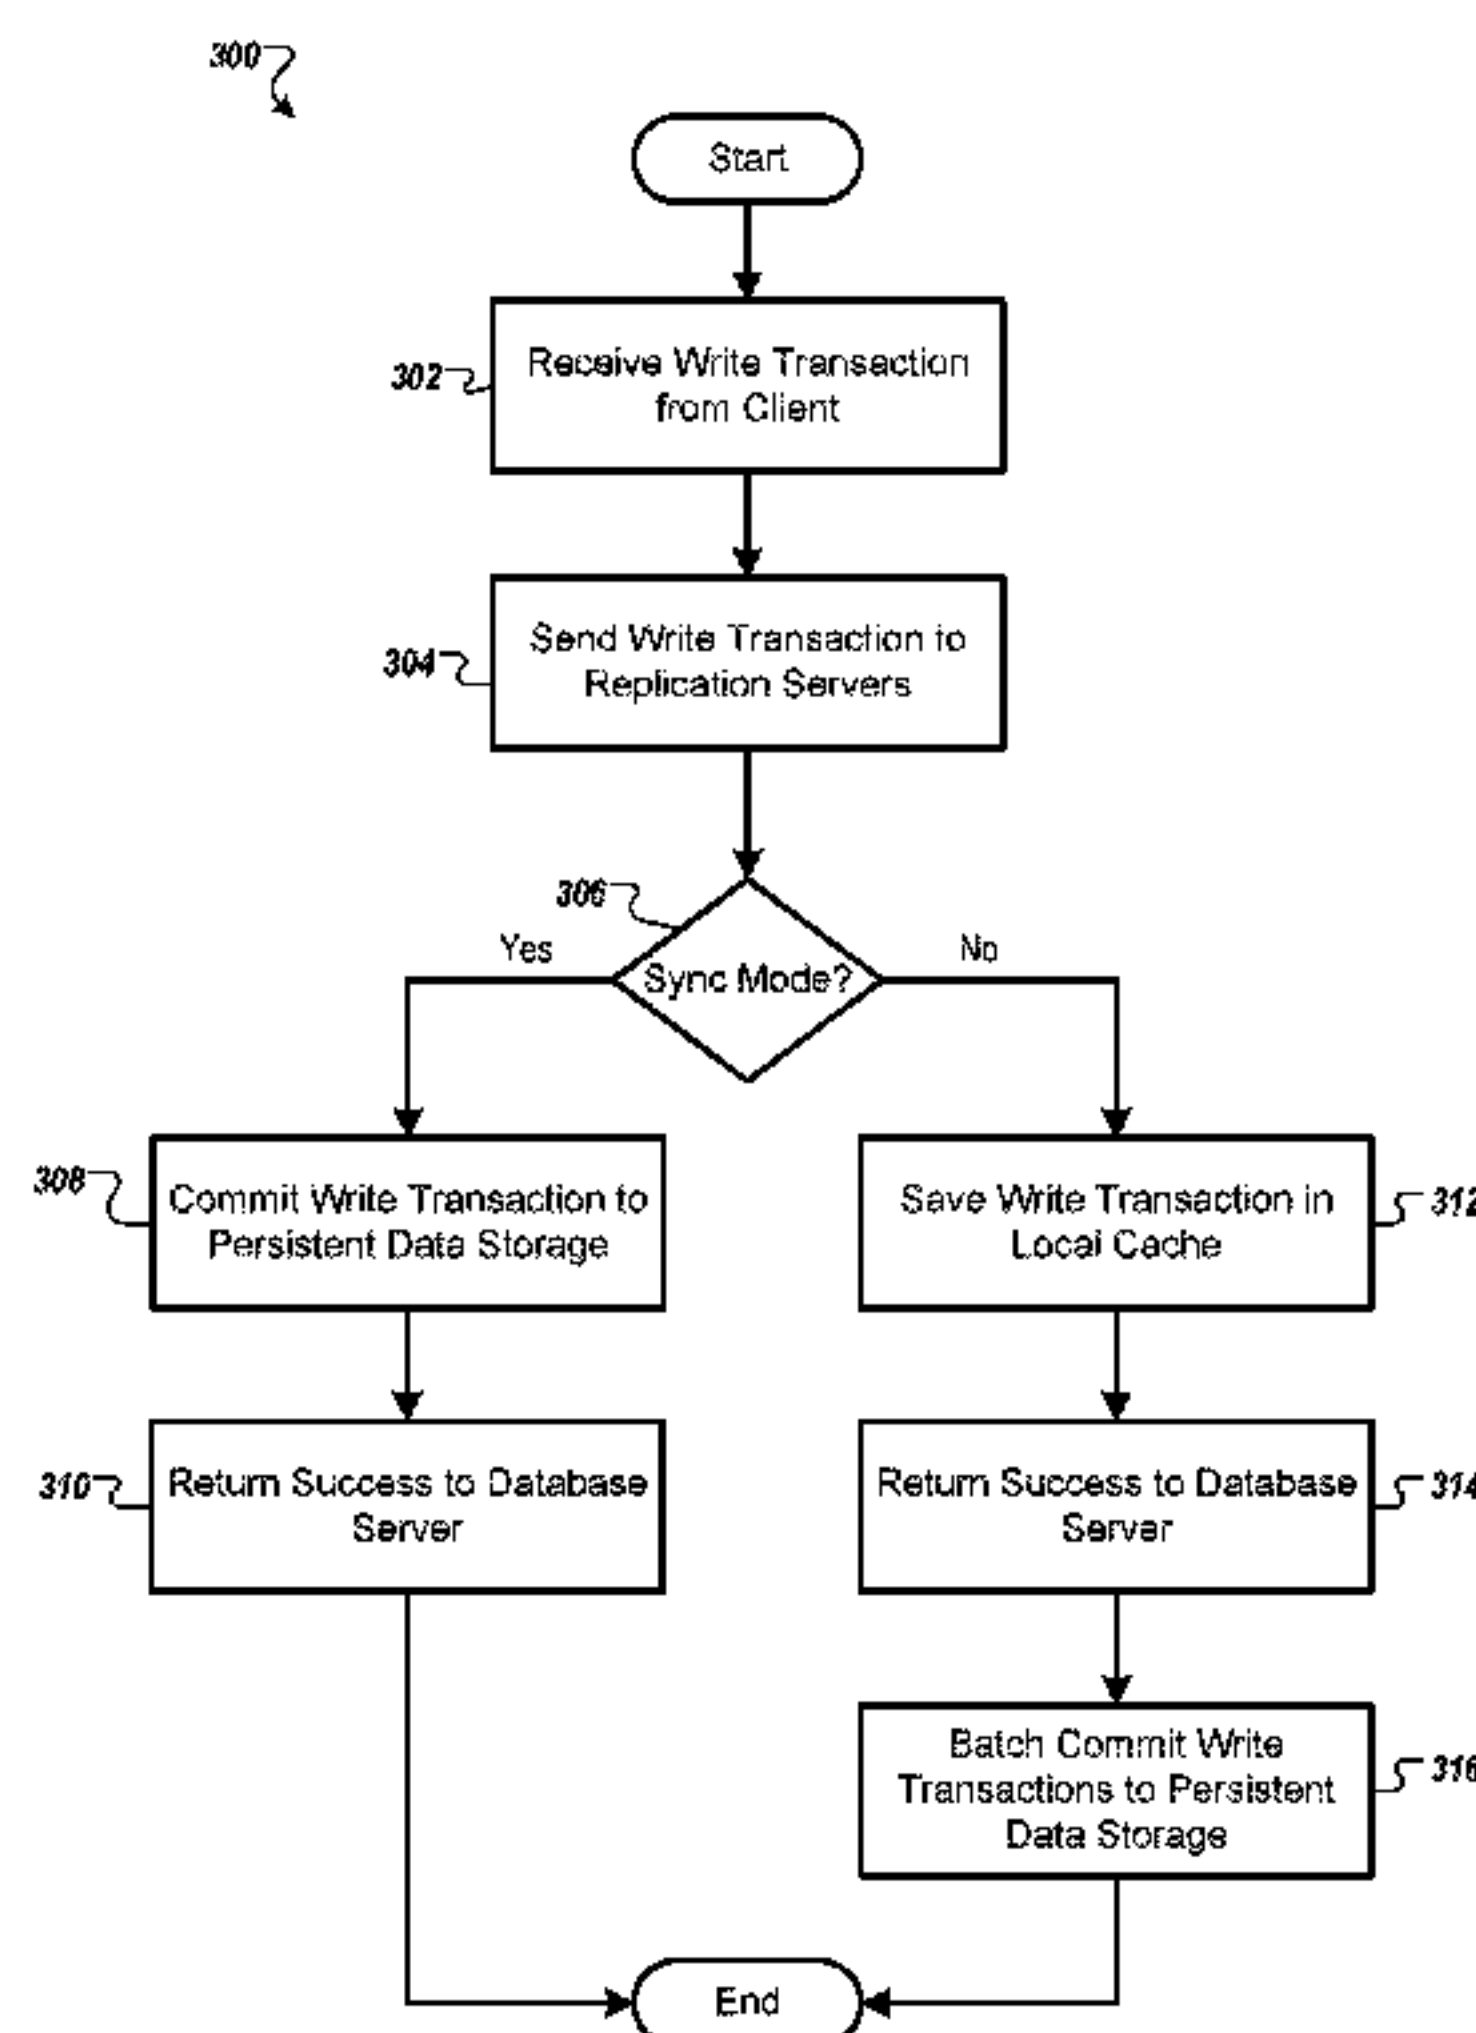 300
Start
302
Receive Write Transaction
from Client
304
Send Write Transaction to
Replication Servers
306
Yes
No
Sync Mode?
308
Commit Write Transaction to
Persistent Data Storage
Save Write Transaction in
Local Cache
312
310
Return Success to Database
Server
Return Success to Database
Server
314
Batch Commit Write
Transactions to Persistent
Data Storage
316
End